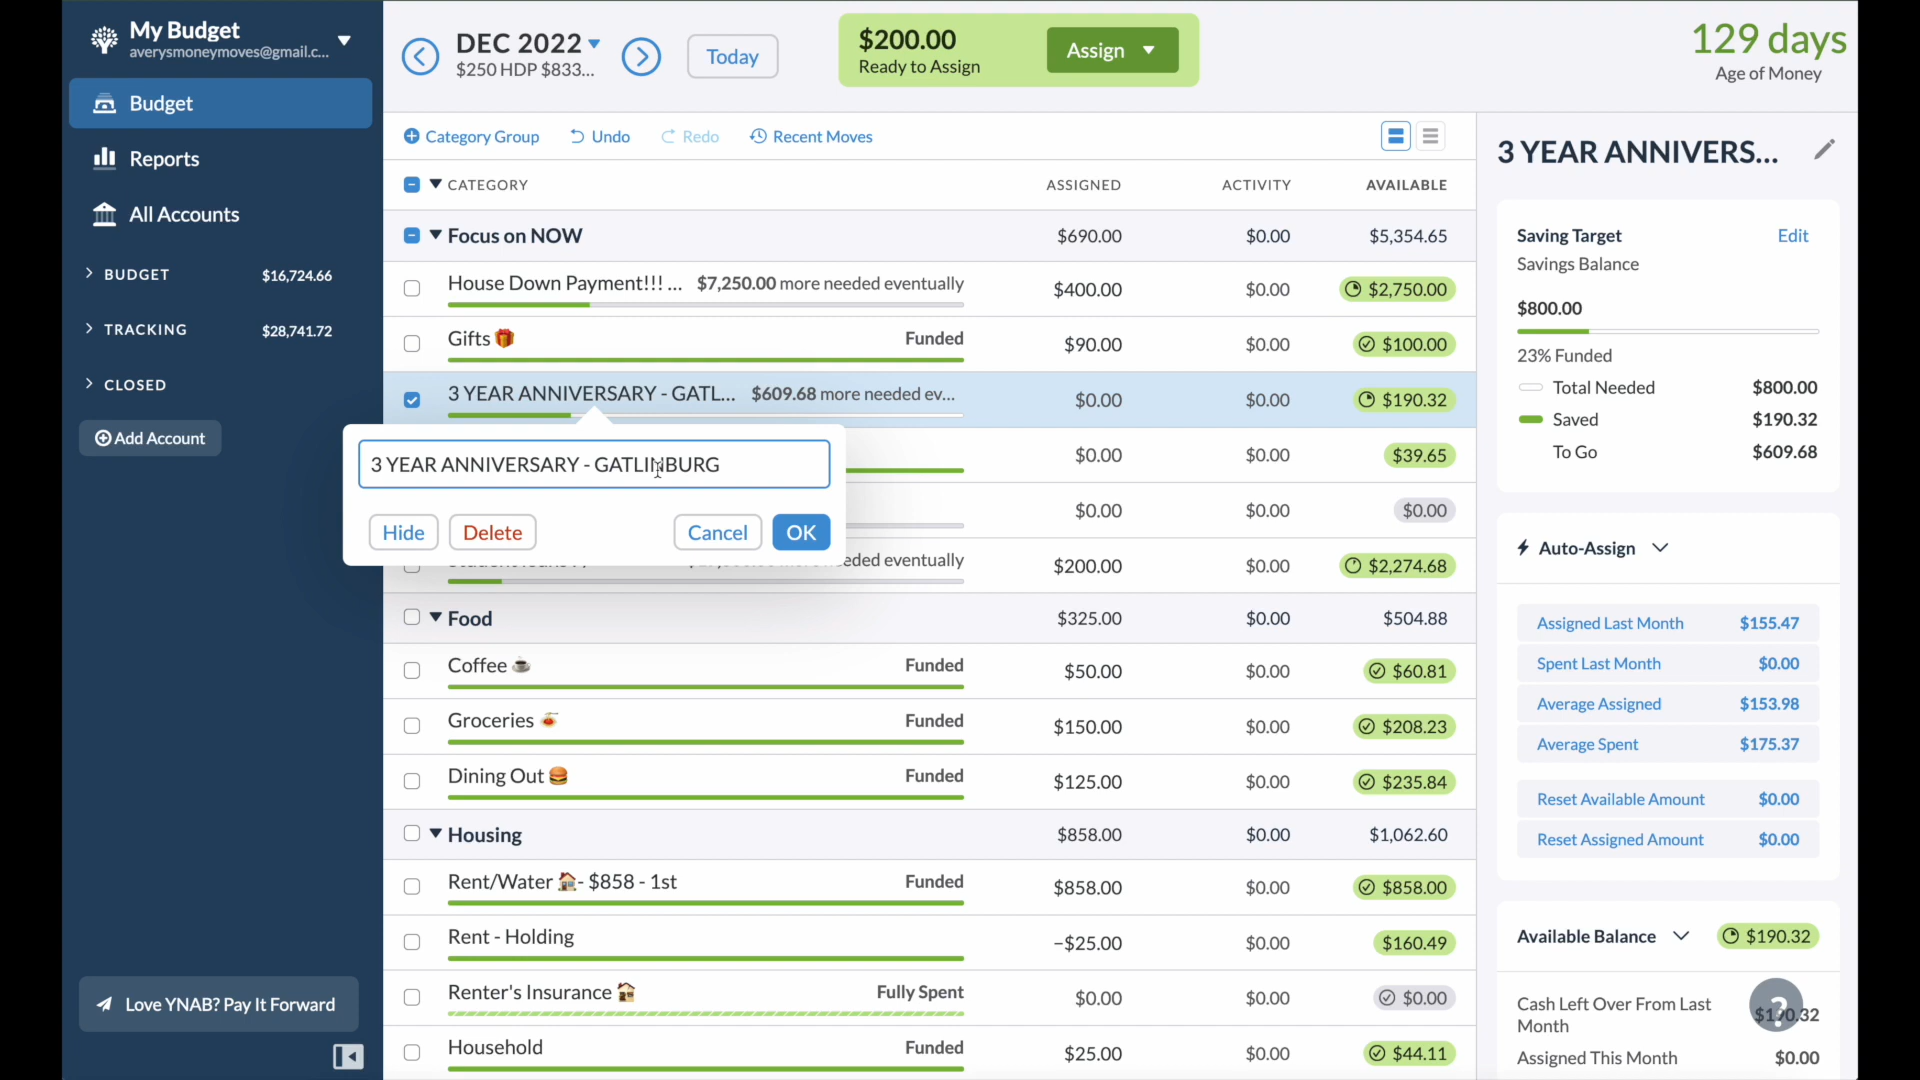 My Budget
averysmoneymoves@gmail.c...
Budget
Reports
All Accounts
BUDGET $16,724.66
TRACKING $28,741.72
CLOSED
Add Account
Love YNAB? Pay It Forward
DEC 2022
$250 HDP $833...
Today
$200.00
Ready to Assign
Assign
129 days
Age of Money
Category Group Undo Redo Recent Moves
CATEGORY ASSIGNED ACTIVITY AVAILABLE
Focus on NOW $690.00 $0.00 $5,354.65
House Down Payment!!! ... $7,250.00 more needed eventually $400.00 $0.00 $2,750.00
Gifts 🎁 Funded $90.00 $0.00 $100.00
3 YEAR ANNIVERSARY - GATL... $609.68 more needed ev... $0.00 $0.00 $190.32
$0.00 $0.00 $39.65
$0.00 $0.00 $0.00
eded eventually $200.00 $0.00 $2,274.68
3 YEAR ANNIVERSARY - GATLINBURG
Hide Delete Cancel OK
Food $325.00 $0.00 $504.88
Coffee ☕ Funded $50.00 $0.00 $60.81
Groceries 🍝 Funded $150.00 $0.00 $208.23
Dining Out 🍔 Funded $125.00 $0.00 $235.84
Housing $858.00 $0.00 $1,062.60
Rent/Water 🏠- $858 - 1st Funded $858.00 $0.00 $858.00
Rent - Holding −$25.00 $0.00 $160.49
Renter's Insurance 🏠 Fully Spent $0.00 $0.00 $0.00
Household Funded $25.00 $0.00 $44.11
3 YEAR ANNIVERS...
Saving Target Edit
Savings Balance
$800.00
23% Funded
Total Needed $800.00
Saved $190.32
To Go $609.68
Auto-Assign
Assigned Last Month $155.47
Spent Last Month $0.00
Average Assigned $153.98
Average Spent $175.37
Reset Available Amount $0.00
Reset Assigned Amount $0.00
Available Balance $190.32
Cash Left Over From Last
Month $190.32
?
Assigned This Month $0.00